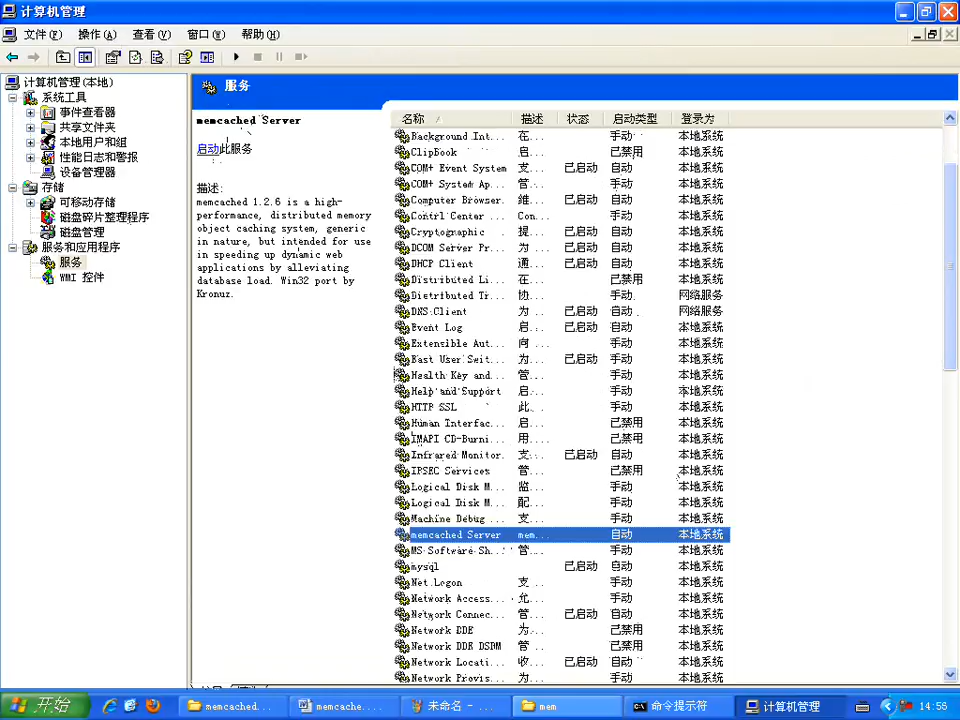 计算机管理
文件(F) 操作(A) 查看(V) 窗口(W) 帮助(H)
计算机管理(本地)
系统工具
事件查看器
共享文件夹
本地用户和组
性能日志和警报
设备管理器
存储
可移动存储
磁盘碎片整理程序
磁盘管理
服务和应用程序
服务
WMI 控件
服务
memcached Server
启动此服务
描述:
memcached 1.2.6 is a high-
performance, distributed memory
object caching system, generic
in nature, but intended for use
in speeding up dynamic web
applications by alleviating
database load. Win32 port by
Kronuz.
名称 描述 状态 启动类型 登录为
Background Int... 在... 手动 本地系统
ClipBook 启... 已禁用 本地系统
COM+ Event System 支... 已启动 手动 本地系统
COM+ System Ap... 管... 手动 本地系统
Computer Browser 维... 已启动 自动 本地系统
Contrl Center ... Con... 手动 本地系统
Cryptographic ... 提... 已启动 自动 本地系统
DCOM Server Pr... 为... 已启动 自动 本地系统
DHCP Client 通... 已启动 自动 本地系统
Distributed Li... 在... 已禁用 本地系统
Distributed Tr... 协... 手动 网络服务
DNS Client 为... 已启动 自动 网络服务
Event Log 启... 已启动 自动 本地系统
Extensible Aut... 向... 手动 本地系统
Fast User Swit... 为... 已启动 手动 本地系统
Health Key and... 管... 手动 本地系统
Help and Support 启... 自动 本地系统
HTTP SSL 此... 手动 本地系统
Human Interfac... 启... 已禁用 本地系统
IMAPI CD-Burni... 用... 已禁用 本地系统
Infrared Monitor 支... 已启动 自动 本地系统
IPSEC Services 管... 已禁用 本地系统
Logical Disk M... 监... 手动 本地系统
Logical Disk M... 配... 手动 本地系统
Machine Debug ... 支... 手动 本地系统
memcached Server mem... 自动 本地系统
MS Software Sh... 管... 手动 本地系统
mysql 已启动 自动 本地系统
Net Logon 支... 手动 本地系统
Network Access... 允... 手动 本地系统
Network Connec... 管... 已启动 自动 本地系统
Network DDE 为... 已禁用 本地系统
Network DDE DSDM 管... 已禁用 本地系统
Network Locati... 收... 已启动 自动 本地系统
Network Provis... 为... 手动 本地系统
开始 memcached... memcache... 未命名 - ... mem 命令提示符 计算机管理 14:55